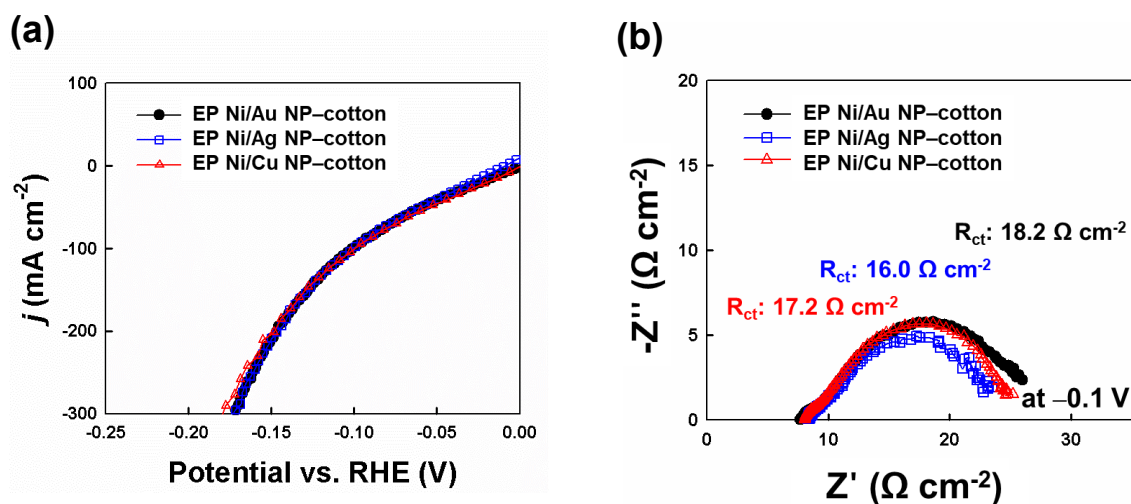 (a)
100
0
-100
-200
-300
j (mA cm-2)
EP Ni/Au NP–cotton
EP Ni/Ag NP–cotton
EP Ni/Cu NP–cotton
-0.25 -0.20 -0.15 -0.10 -0.05 0.00
Potential vs. RHE (V)
(b)
20
15
10
5
0
-Z'' (Ω cm-2)
EP Ni/Au NP–cotton
EP Ni/Ag NP–cotton
EP Ni/Cu NP–cotton
Rct: 18.2 Ω cm-2
Rct: 16.0 Ω cm-2
Rct: 17.2 Ω cm-2
at –0.1 V
0 10 20 30
Z' (Ω cm-2)